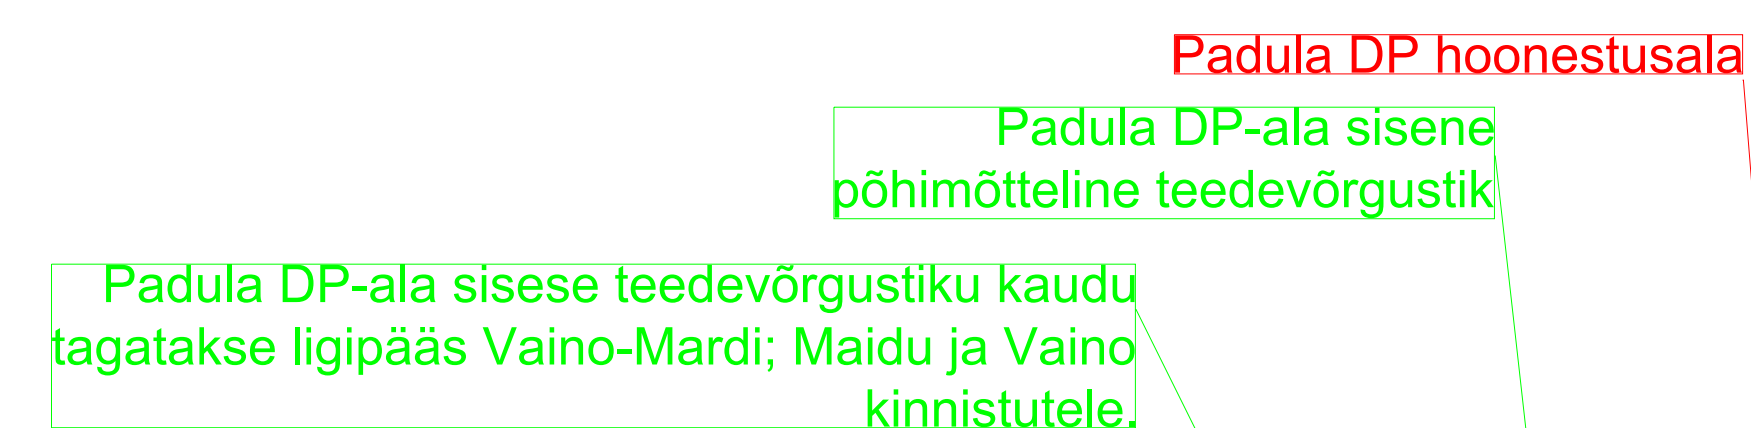 Padula DP hoonestusala
Padula DP-ala sisene
põhimõtteline teedevõrgustik
Padula DP-ala sisese teedevõrgustiku kaudu
tagatakse ligipääs Vaino-Mardi; Maidu ja Vaino
kinnistutele.